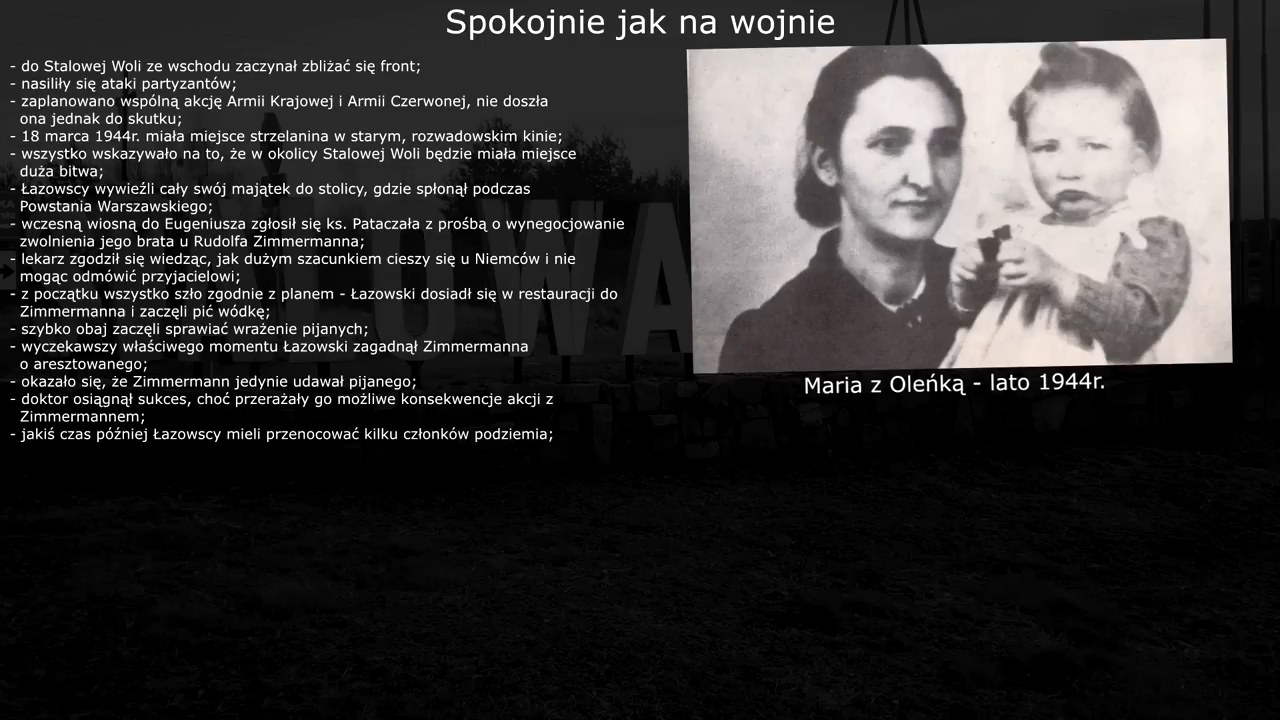 Spokojnie jak na wojnie
- do Stalowej Woli ze wschodu zaczynał zbliżać się front;
- nasiliły się ataki partyzantów;
- zaplanowano wspólną akcję Armii Krajowej i Armii Czerwonej, nie doszła
ona jednak do skutku;
- 18 marca 1944r. miała miejsce strzelanina w starym, rozwadowskim kinie;
- wszystko wskazywało na to, że w okolicy Stalowej Woli będzie miała miejsce
duża bitwa;
- Łazowscy wywieźli cały swój majątek do stolicy, gdzie spłonął podczas
Powstania Warszawskiego;
- wczesną wiosną do Eugeniusza zgłosił się ks. Pataczała z prośbą o wynegocjowanie
zwolnienia jego brata u Rudolfa Zimmermanna;
- lekarz zgodził się wiedząc, jak dużym szacunkiem cieszy się u Niemców i nie
mogąc odmówić przyjacielowi;
- z początku wszystko szło zgodnie z planem - Łazowski dosiadł się w restauracji do
Zimmermanna i zaczęli pić wódkę;
- szybko obaj zaczęli sprawiać wrażenie pijanych;
- wyczekawszy właściwego momentu Łazowski zagadnął Zimmermanna
o aresztowanego;
- okazało się, że Zimmermann jedynie udawał pijanego;
- doktor osiągnął sukces, choć przerażały go możliwe konsekwencje akcji z
Zimmermannem;
- jakiś czas później Łazowscy mieli przenocować kilku członków podziemia;
Maria z Oleńką - lato 1944r.